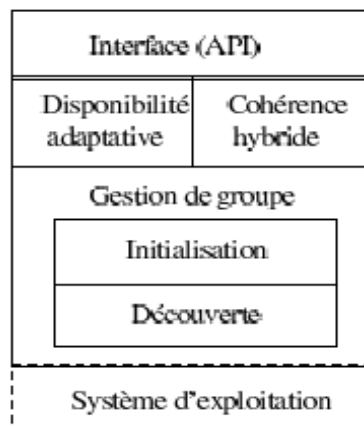 Interface (API)
Disponibilité
adaptative
Cohérence
hybride
Gestion de groupe
Initialisation
Découverte
Système d'exploitation